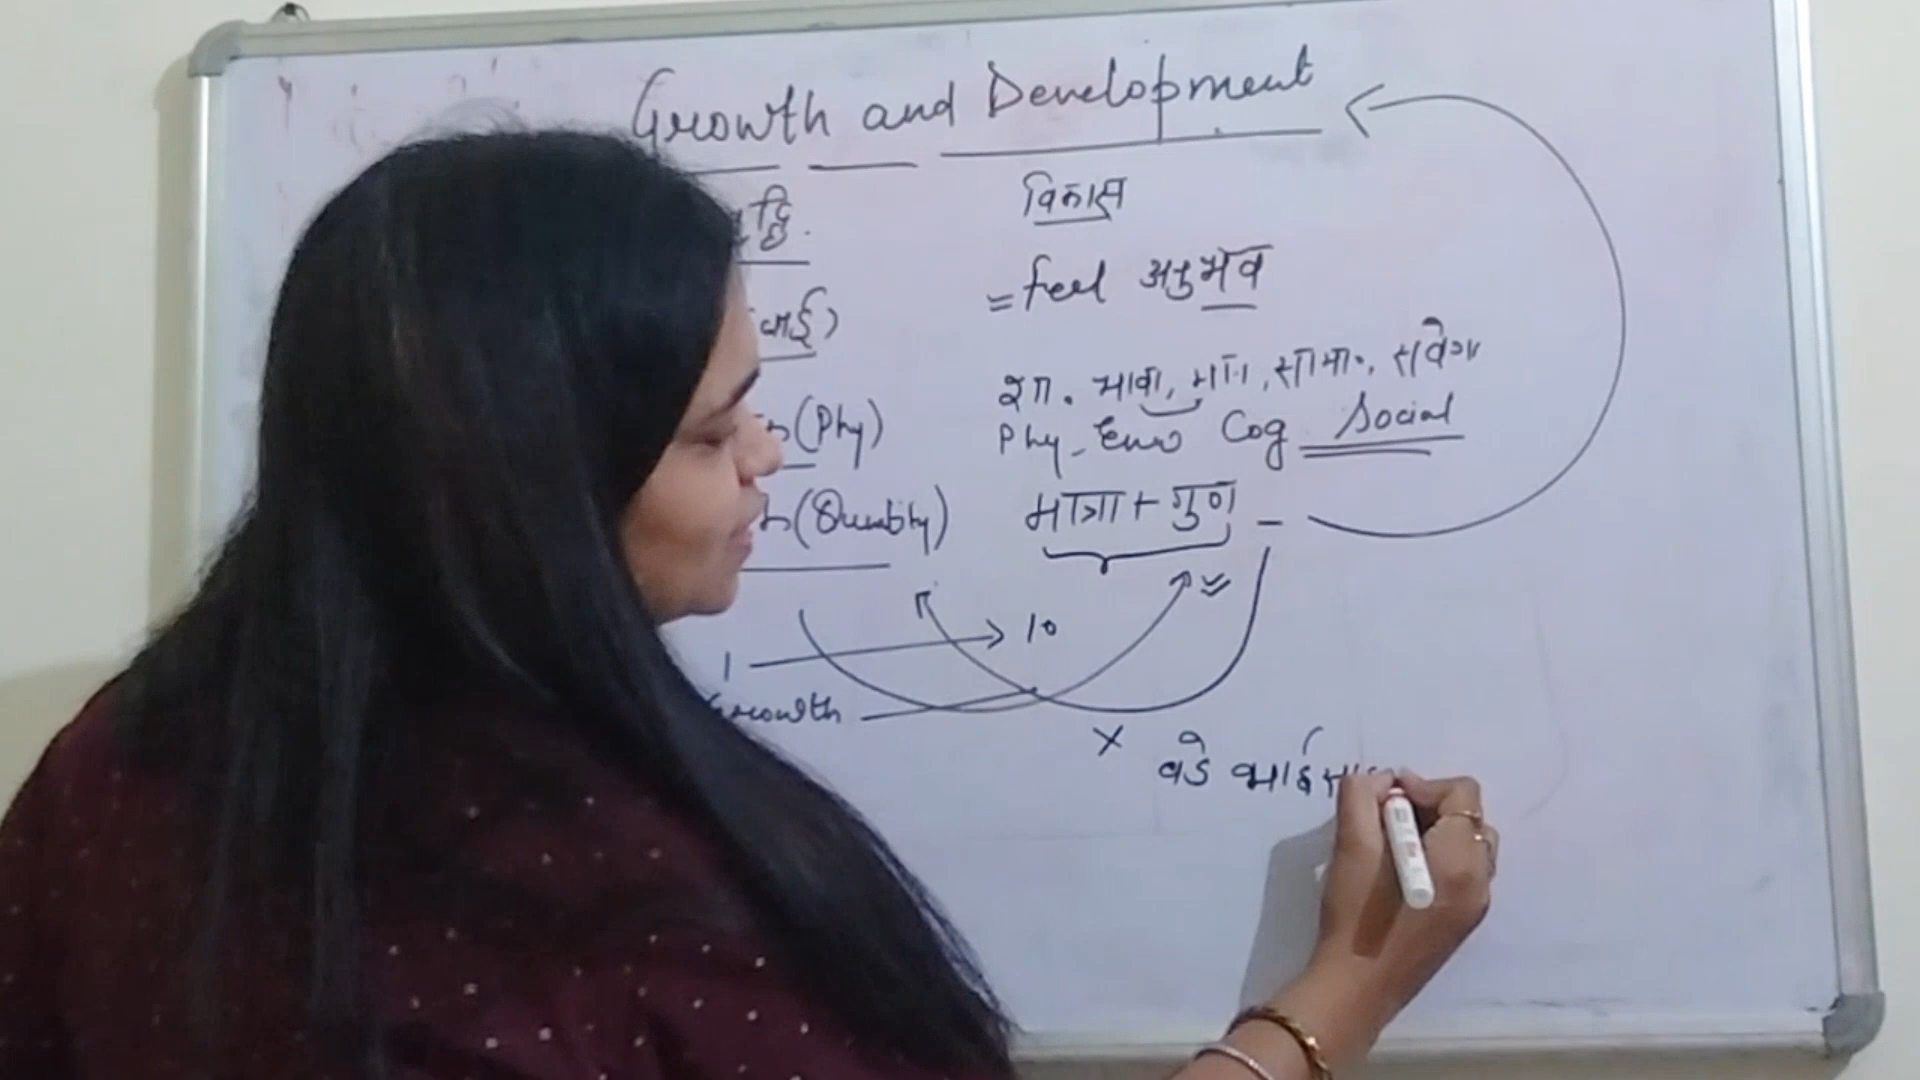 Growth and Development
विकास
= feel अनुभव
शा. भावा, मान, सामा., संवेगा
Phy - Emo Cog Social
(Phy)
मात्रा + गुण -
(Quantity)
1 → 10
Growth
X
बडे भाई सा